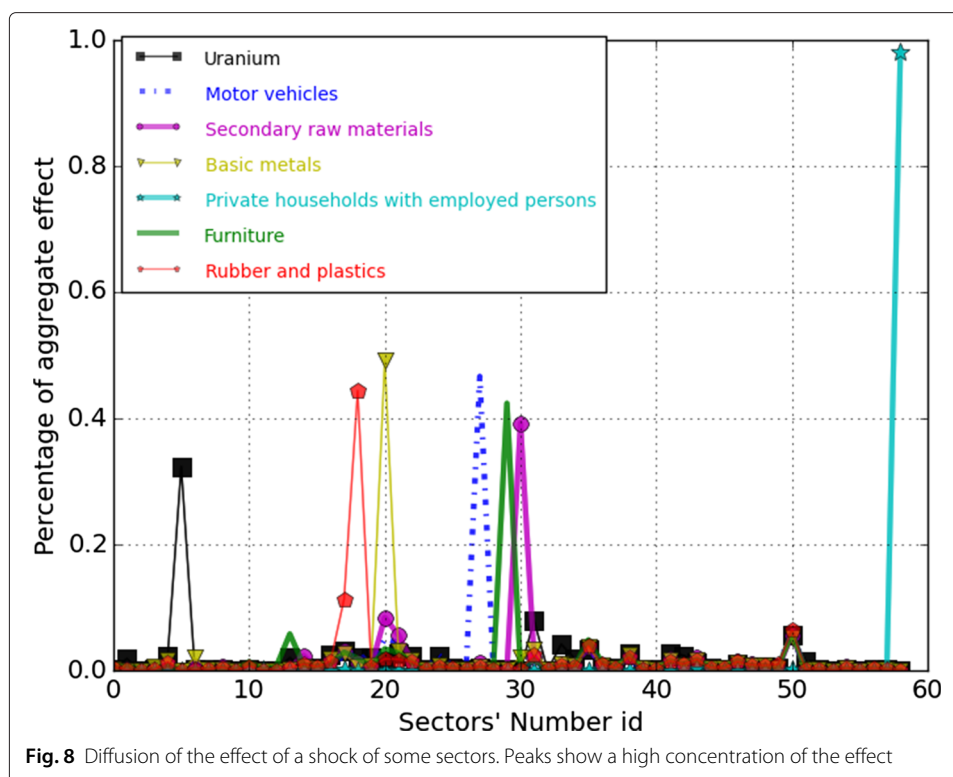 1.0
0.8
0.6
0.4
0.2
0.0
Percentage of aggregate effect
Uranium
Motor vehicles
Secondary raw materials
Basic metals
Private households with employed persons
Furniture
Rubber and plastics
0 10 20 30 40 50 60
Sectors' Number id
Fig. 8 Diffusion of the effect of a shock of some sectors. Peaks show a high concentration of the effect